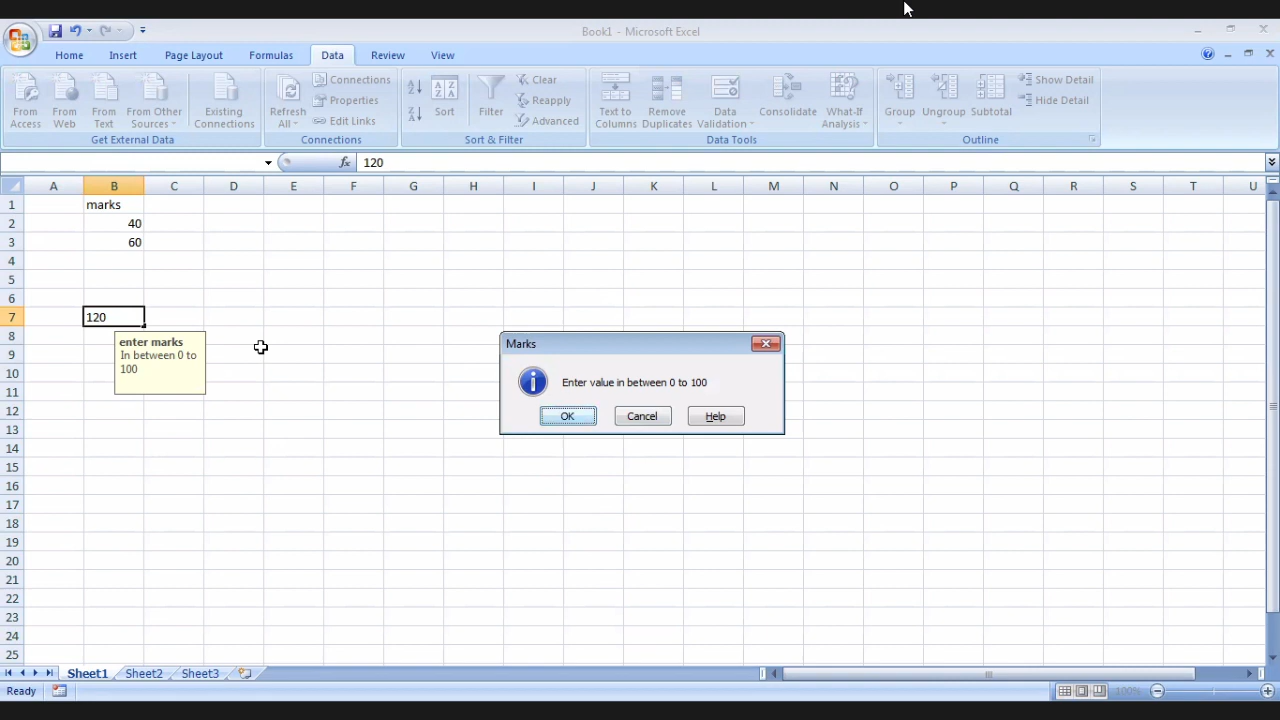 Book1 - Microsoft Excel
Home Insert Page Layout Formulas Data Review View
From Access
From Web
From Text
From Other Sources
Existing Connections
Get External Data
Refresh All
Connections
Properties
Edit Links
Connections
Sort
Filter
Clear
Reapply
Advanced
Sort & Filter
Text to Columns
Remove Duplicates
Data Validation
Consolidate
What-If Analysis
Data Tools
Group
Ungroup
Subtotal
Show Detail
Hide Detail
Outline
fx 120
A B C D E F G H I J K L M N O P Q R S T U
1 marks
2 40
3 60
4
5
6
7 120
8
9
10
11
12
13
14
15
16
17
18
19
20
21
22
23
24
25
enter marks
In between 0 to
100
Marks
Enter value in between 0 to 100
OK Cancel Help
Sheet1 Sheet2 Sheet3
Ready 100%